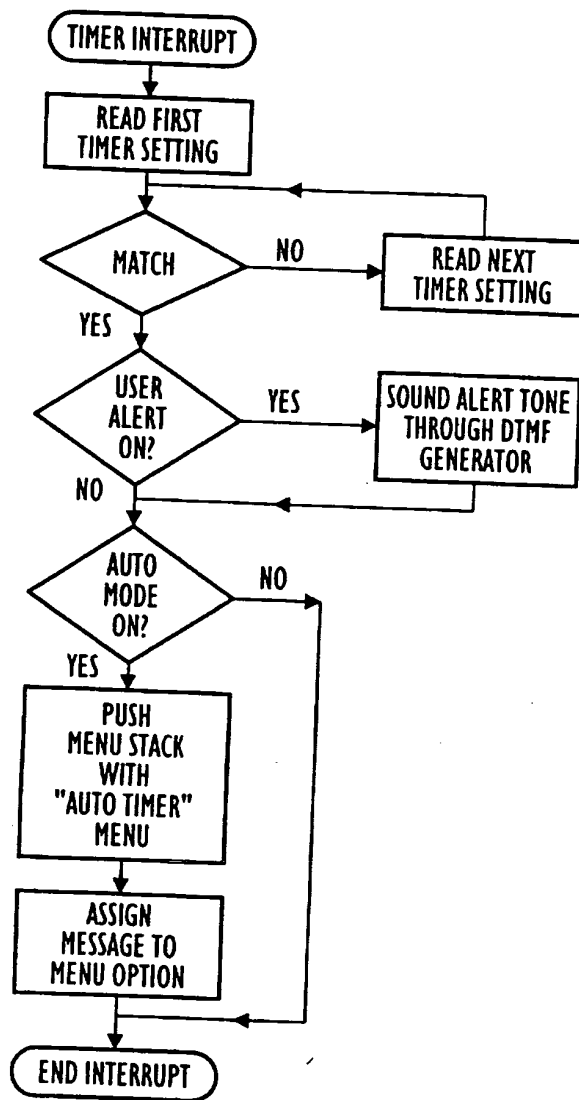 TIMER INTERRUPT
READ FIRST
TIMER SETTING
MATCH
NO
READ NEXT
TIMER SETTING
YES
USER
ALERT
ON?
YES
SOUND ALERT TONE
THROUGH DTMF
GENERATOR
NO
AUTO
MODE
ON?
NO
YES
PUSH
MENU STACK
WITH
"AUTO TIMER"
MENU
ASSIGN
MESSAGE TO
MENU OPTION
END INTERRUPT